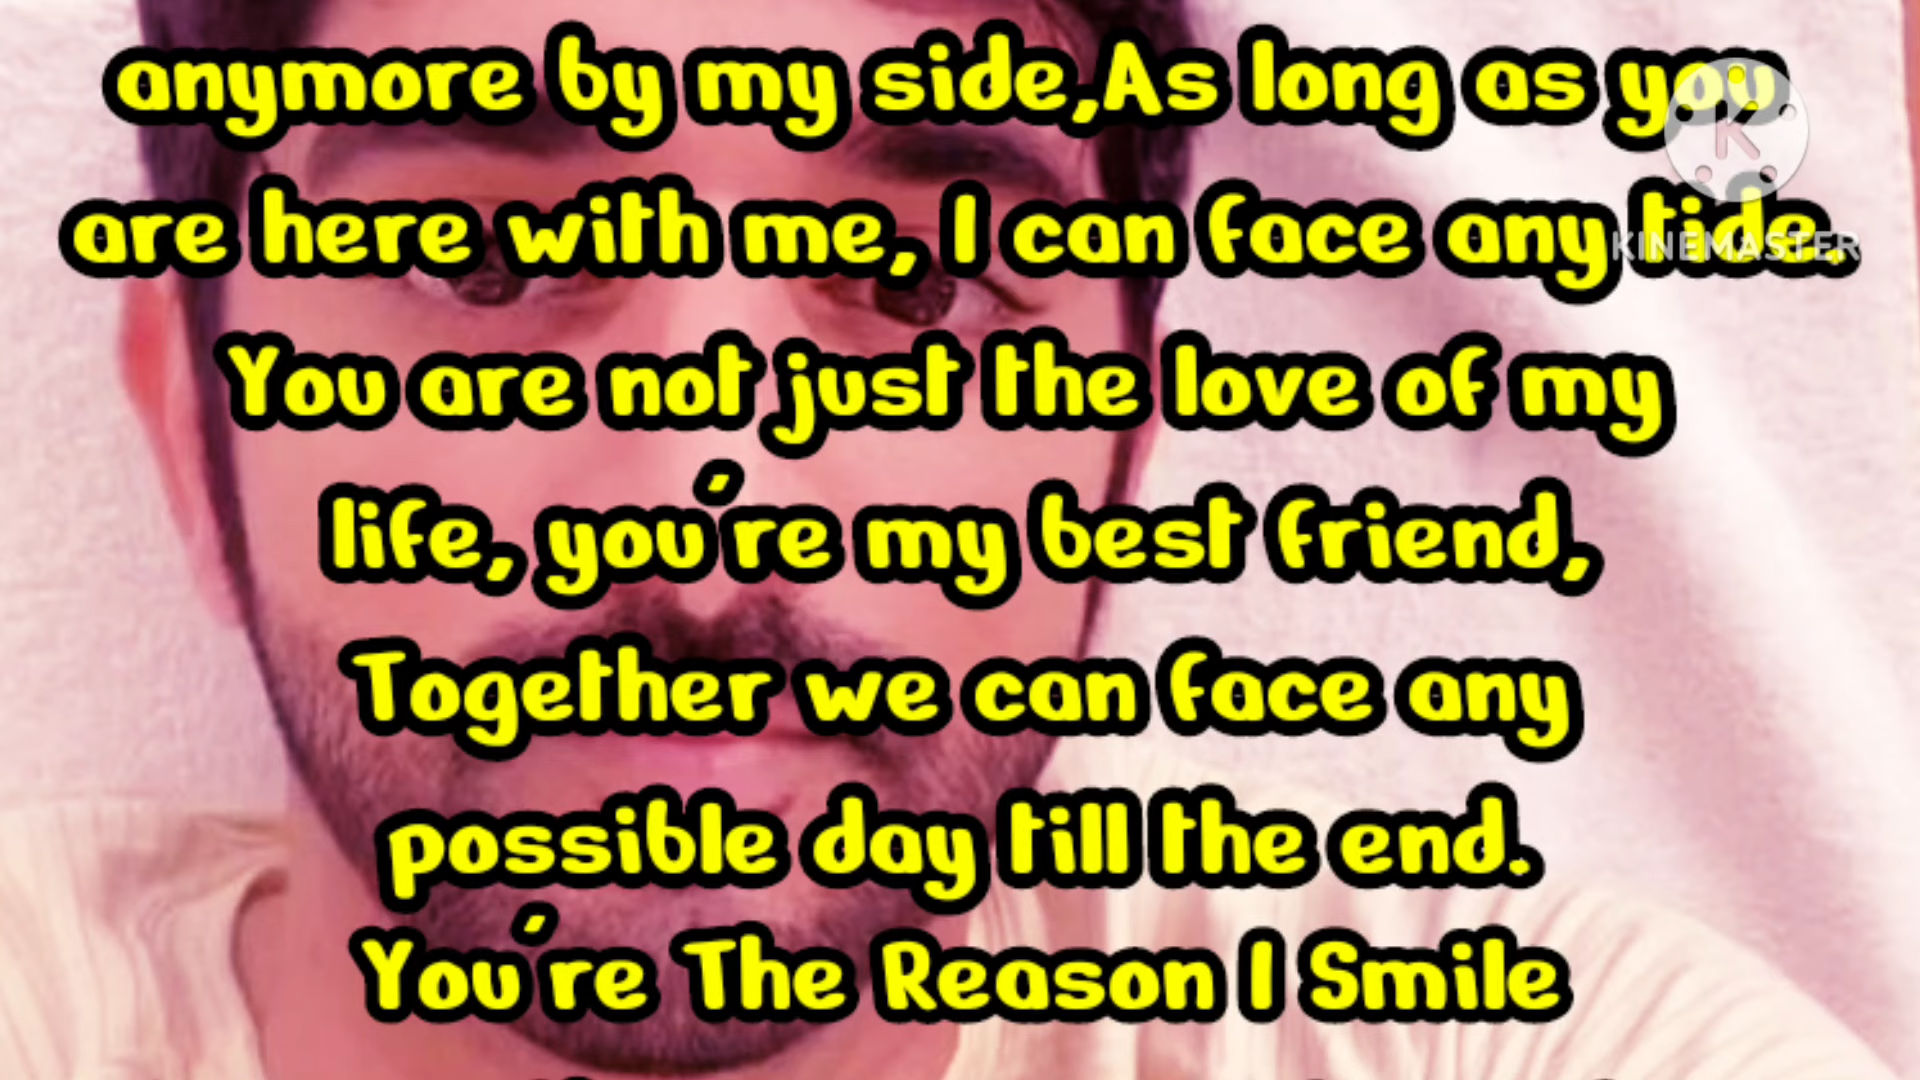 anymore by my side,As long as you
are here with me, I can face any tide.
You are not just the love of my
life, you're my best friend,
Together we can face any
possible day till the end.
You're The Reason I Smile
K
KINEMASTER